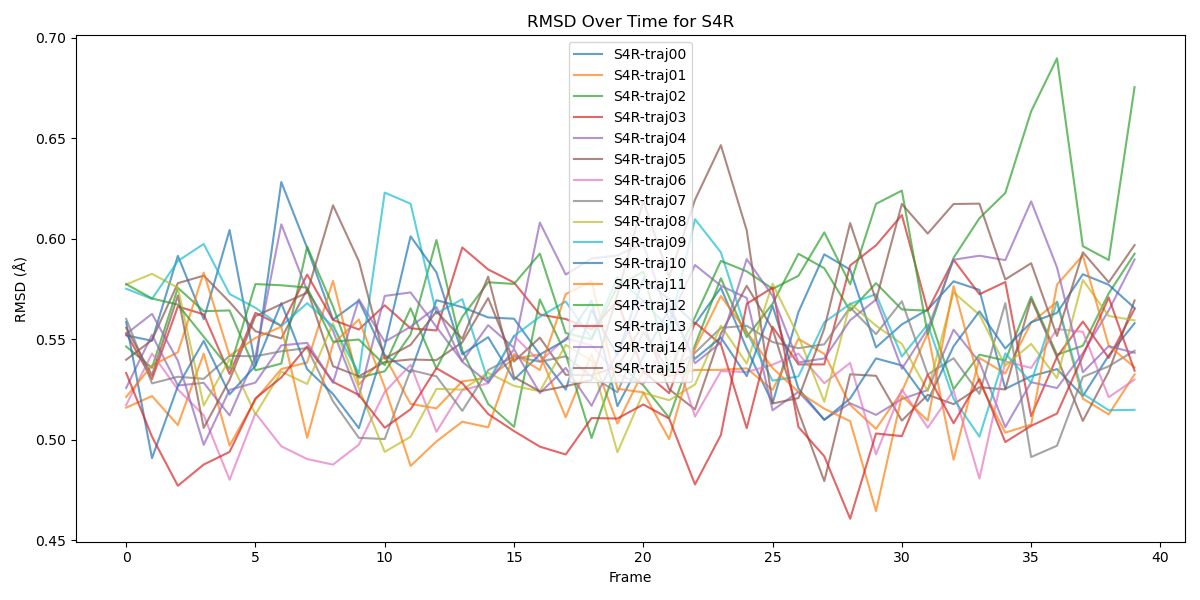 RMSD Over Time for S4R
RMSD (Å)
0.70
0.65
0.60
0.55
0.50
0.45
S4R-traj00
S4R-traj01
S4R-traj02
S4R-traj03
S4R-traj04
S4R-traj05
S4R-traj06
S4R-traj07
S4R-traj08
S4R-traj09
S4R-traj10
S4R-traj11
S4R-traj12
S4R-traj13
S4R-traj14
S4R-traj15
0 5 10 15 20 25 30 35 40
Frame